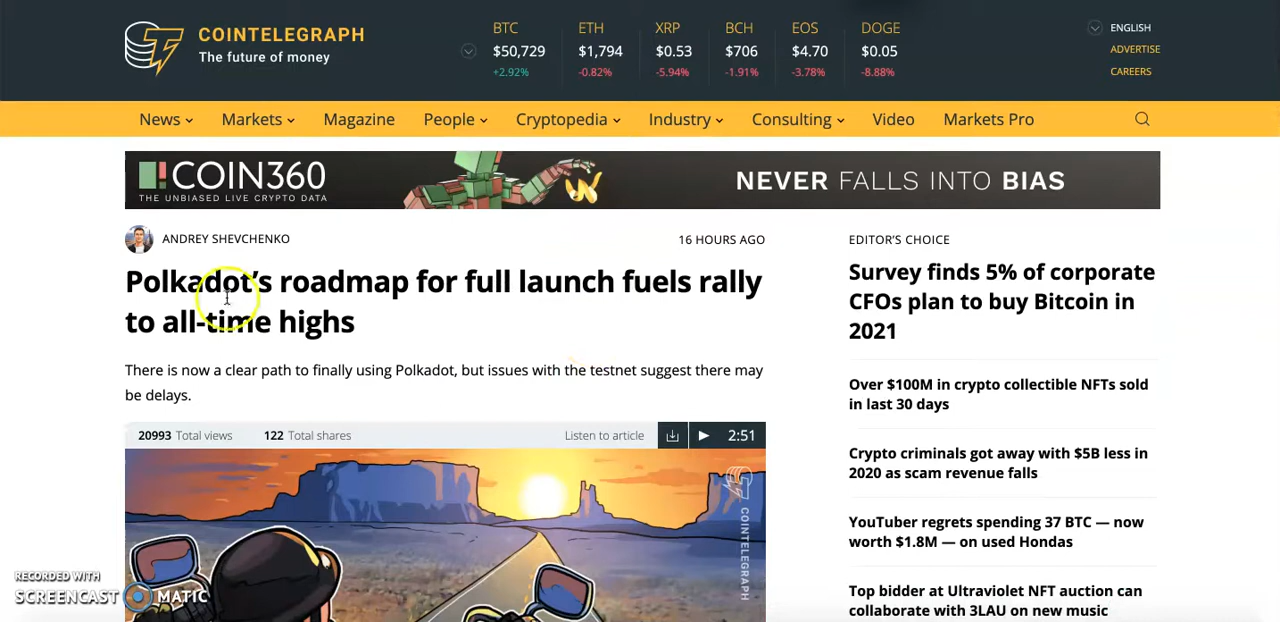 COINTELEGRAPH
The future of money
BTC
$50,729
+2.92%
ETH
$1,794
-0.82%
XRP
$0.53
-5.94%
BCH
$706
-1.91%
EOS
$4.70
-3.78%
DOGE
$0.05
-8.88%
ENGLISH
ADVERTISE
CAREERS
News
Markets
Magazine
People
Cryptopedia
Industry
Consulting
Video
Markets Pro
COIN360
THE UNBIASED LIVE CRYPTO DATA
NEVER FALLS INTO BIAS
ANDREY SHEVCHENKO
16 HOURS AGO
Polkadot's roadmap for full launch fuels rally
to all-time highs
There is now a clear path to finally using Polkadot, but issues with the testnet suggest there may
be delays.
20993 Total views
122 Total shares
Listen to article
2:51
COINTELEGRAPH
EDITOR'S CHOICE
Survey finds 5% of corporate
CFOs plan to buy Bitcoin in
2021
Over $100M in crypto collectible NFTs sold
in last 30 days
Crypto criminals got away with $5B less in
2020 as scam revenue falls
YouTuber regrets spending 37 BTC — now
worth $1.8M — on used Hondas
Top bidder at Ultraviolet NFT auction can
collaborate with 3LAU on new music
RECORDED WITH
SCREENCAST MATIC